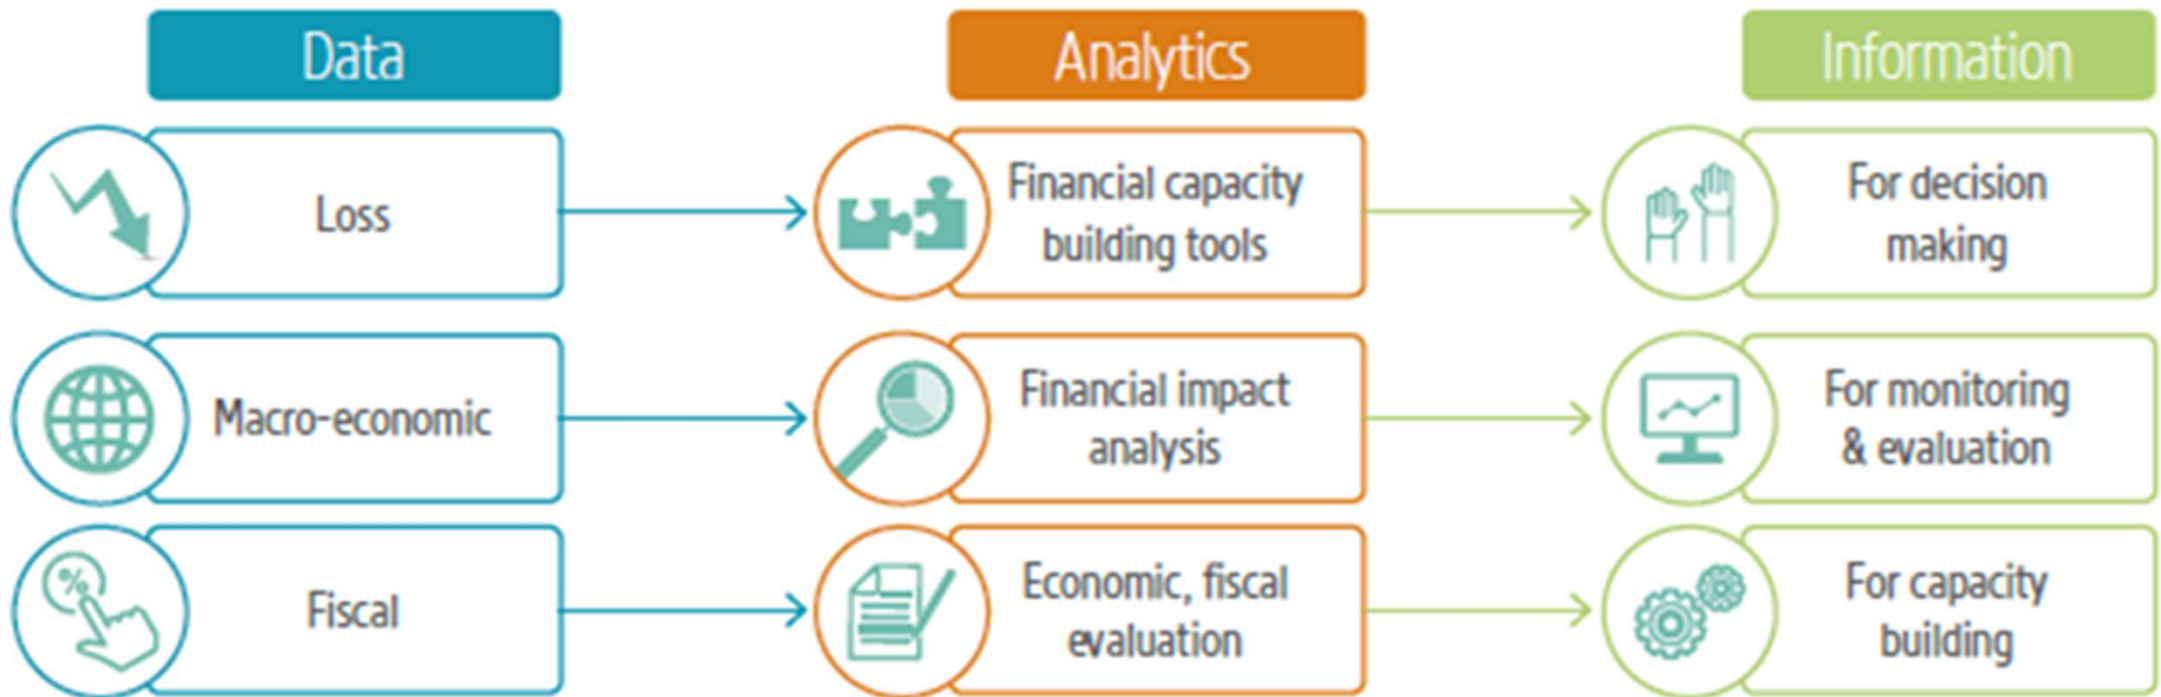 Data
Analytics
Information
Loss
Financial capacity
building tools
For decision
making
Macro-economic
Financial impact
analysis
For monitoring
& evaluation
%
Fiscal
Economic, fiscal
evaluation
For capacity
building